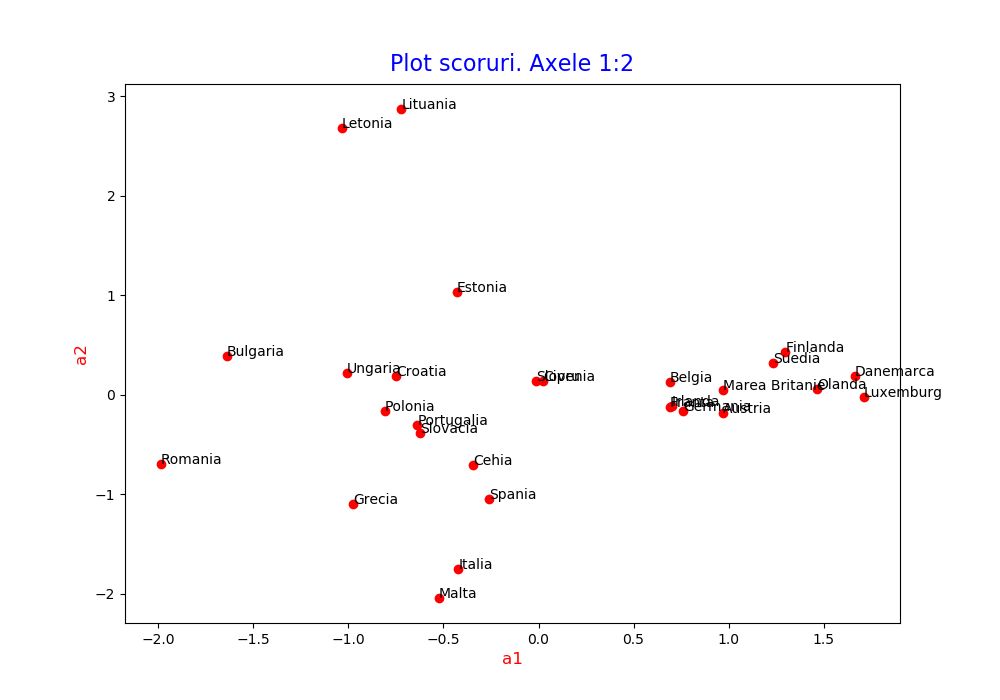 Plot scoruri. Axele 1:2
3
Lituania
Letonia
2
Estonia
1
Finlanda
Bulgaria
Suedia
Ungaria
Croatia
Danemarca
Belgia
Marea Britanie
Olanda
Luxemburg
0
a2
Polonia
Germania
Austria
Portugalia
Slovacia
Romania
Cehia
Grecia
Spania
−1
Italia
Malta
−2
−2.0 −1.5 −1.0 −0.5 0.0 0.5 1.0 1.5
a1